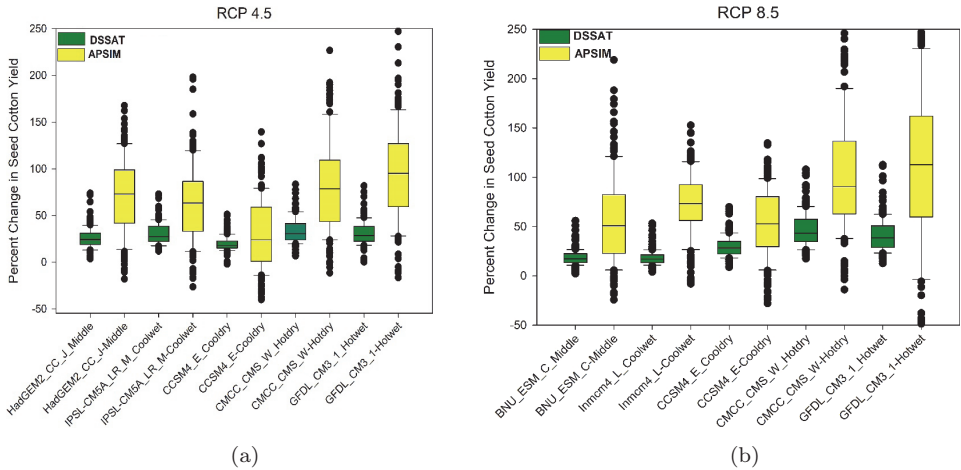 RCP 4.5
DSSAT
APSIM
Percent Change in Seed Cotton Yield
250
200
150
100
50
0
-50
HadGEM2_CC_J_Middle
HadGEM2_CC_J-Middle
IPSL-CM5A_LR_M_Coolwet
IPSL-CM5A_LR_M-Coolwet
CCSM4_E_Cooldry
CCSM4_E-Cooldry
CMCC_CMS_W_Hotdry
CMCC_CMS_W-Hotdry
GFDL_CM3_1_Hotwet
GFDL_CM3_1-Hotwet
(a)
RCP 8.5
DSSAT
APSIM
Percent Change in Seed Cotton Yield
250
200
150
100
50
0
-50
BNU_ESM_C_Middle
BNU_ESM_C-Middle
Inmcm4_L_Coolwet
Inmcm4_L-Coolwet
CCSM4_E_Cooldry
CCSM4_E-Cooldry
CMCC_CMS_W_Hotdry
CMCC_CMS_W-Hotdry
GFDL_CM3_1_Hotwet
GFDL_CM3_1-Hotwet
(b)